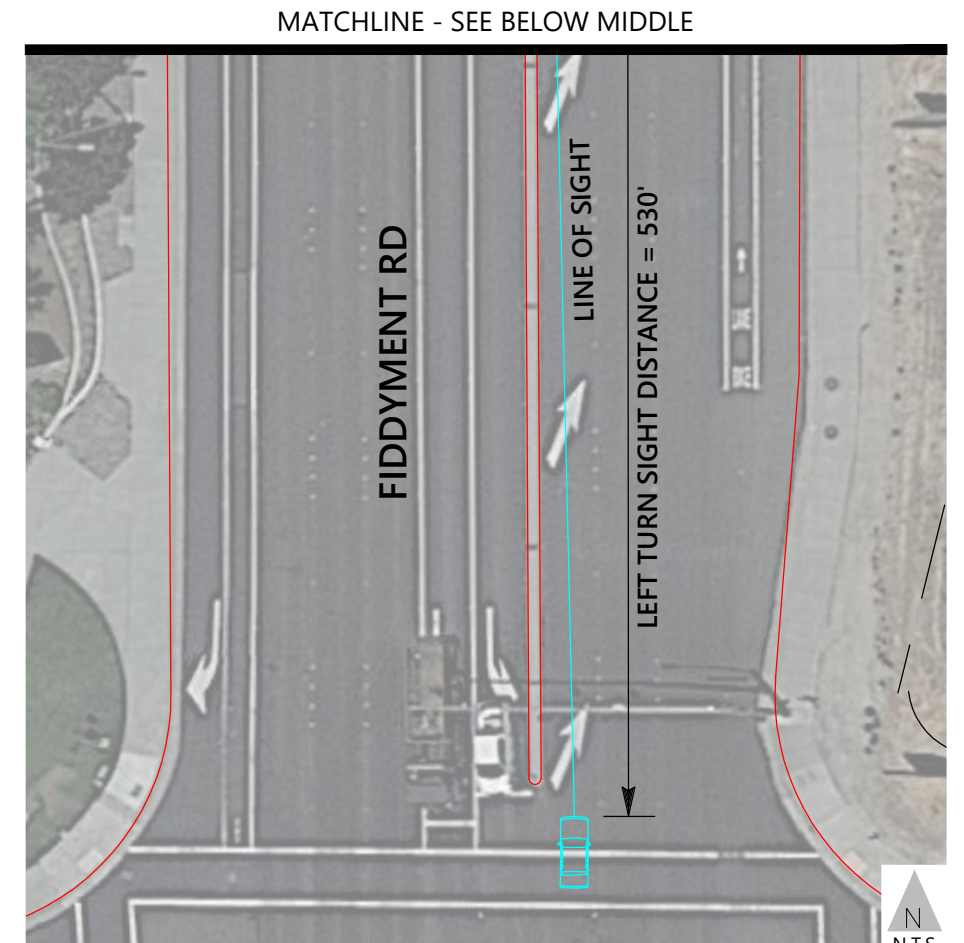 MATCHLINE - SEE BELOW MIDDLE
FIDDYMENT RD
LINE OF SIGHT
LEFT TURN SIGHT DISTANCE = 530'
N
N.T.S.